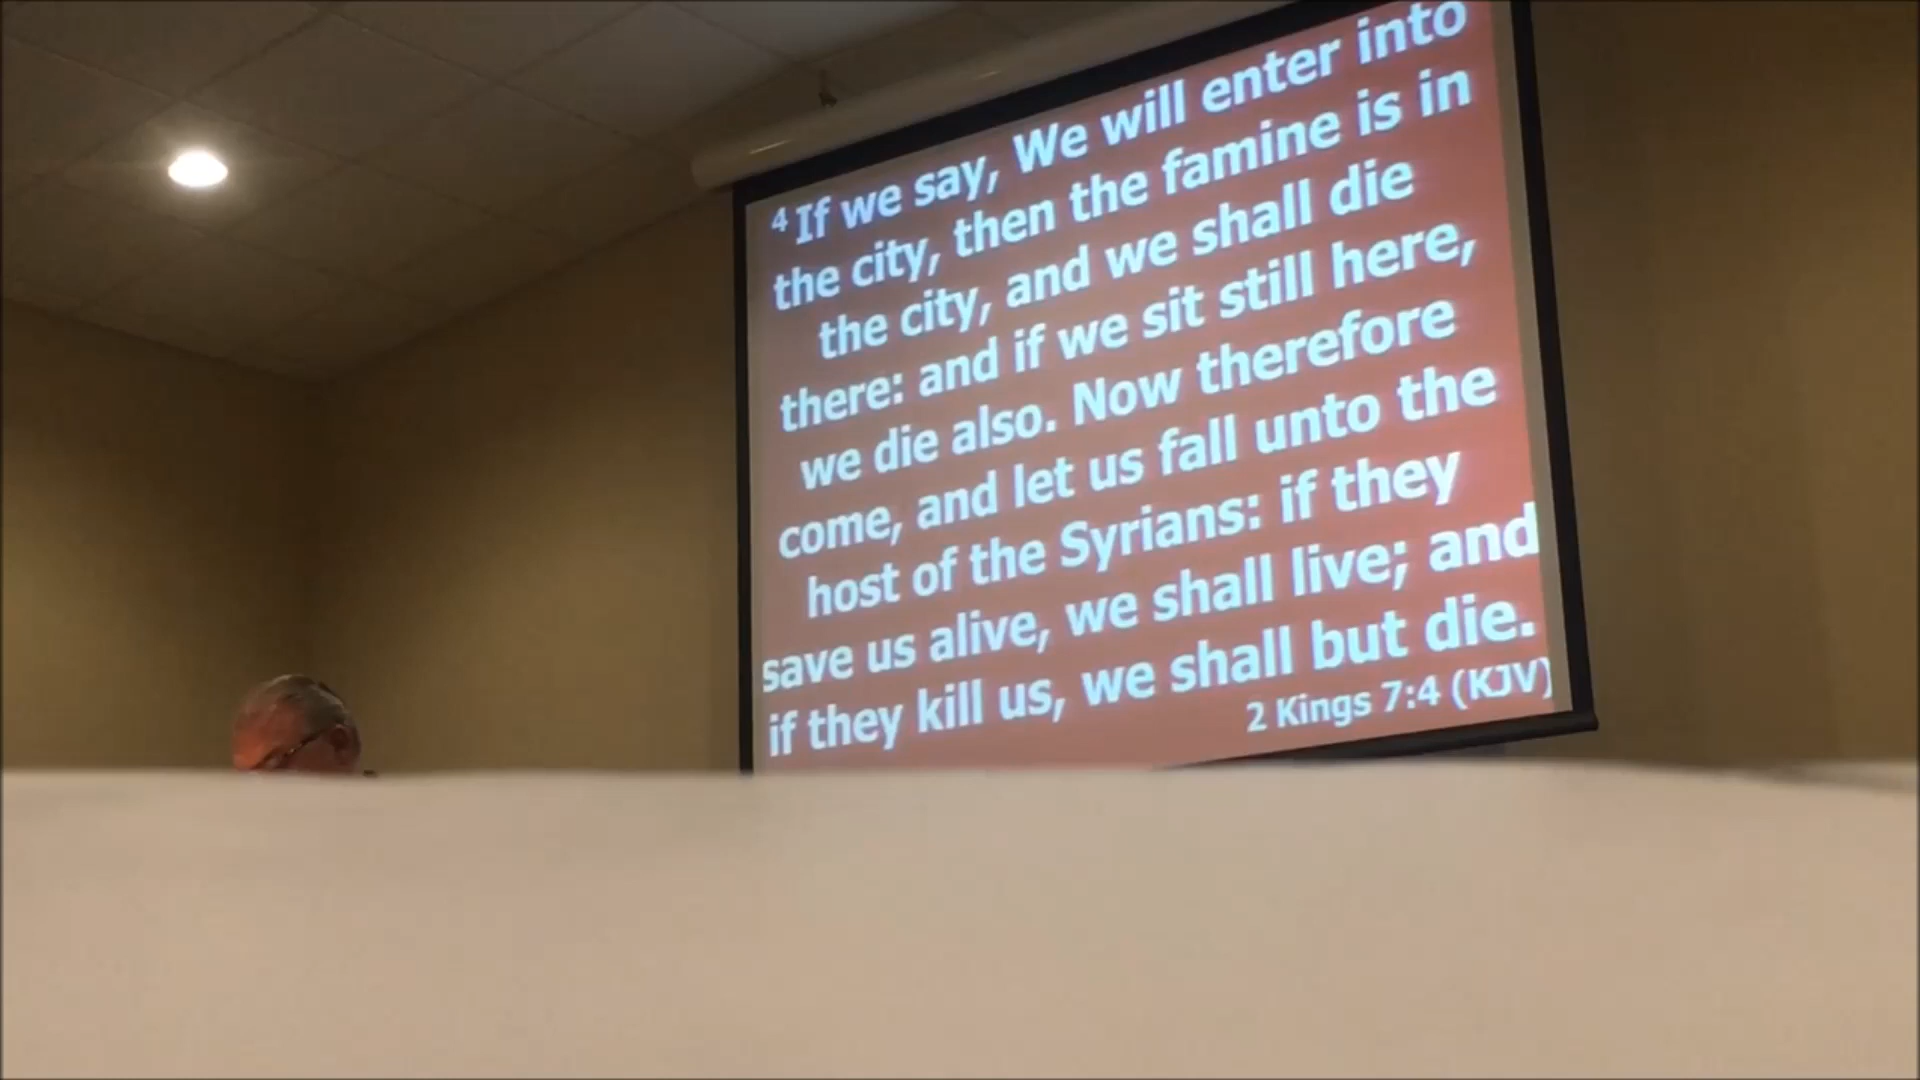 4 If we say, We will enter into
the city, then the famine is in
the city, and we shall die
there: and if we sit still here,
we die also. Now therefore
come, and let us fall unto the
host of the Syrians: if they
save us alive, we shall live; and
if they kill us, we shall but die.
2 Kings 7:4 (KJV)